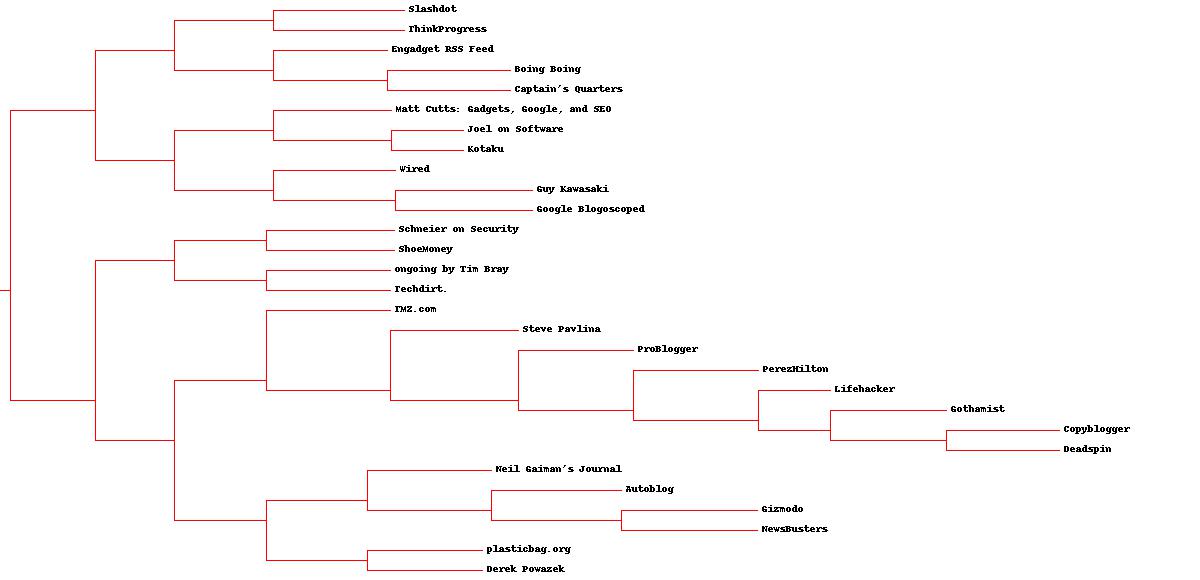 Slashdot
ThinkProgress
Engadget RSS Feed
Boing Boing
Captain's Quarters
Matt Cutts: Gadgets, Google, and SEO
Joel on Software
Kotaku
Wired
Guy Kawasaki
Google Blogoscoped
Schneier on Security
ShoeMoney
ongoing by Tim Bray
Techdirt.
TMZ.com
Steve Pavlina
ProBlogger
PerezHilton
Lifehacker
Gothamist
Copyblogger
Deadspin
Neil Gaiman's Journal
Autoblog
Gizmodo
NewsBusters
plasticbag.org
Derek Powazek